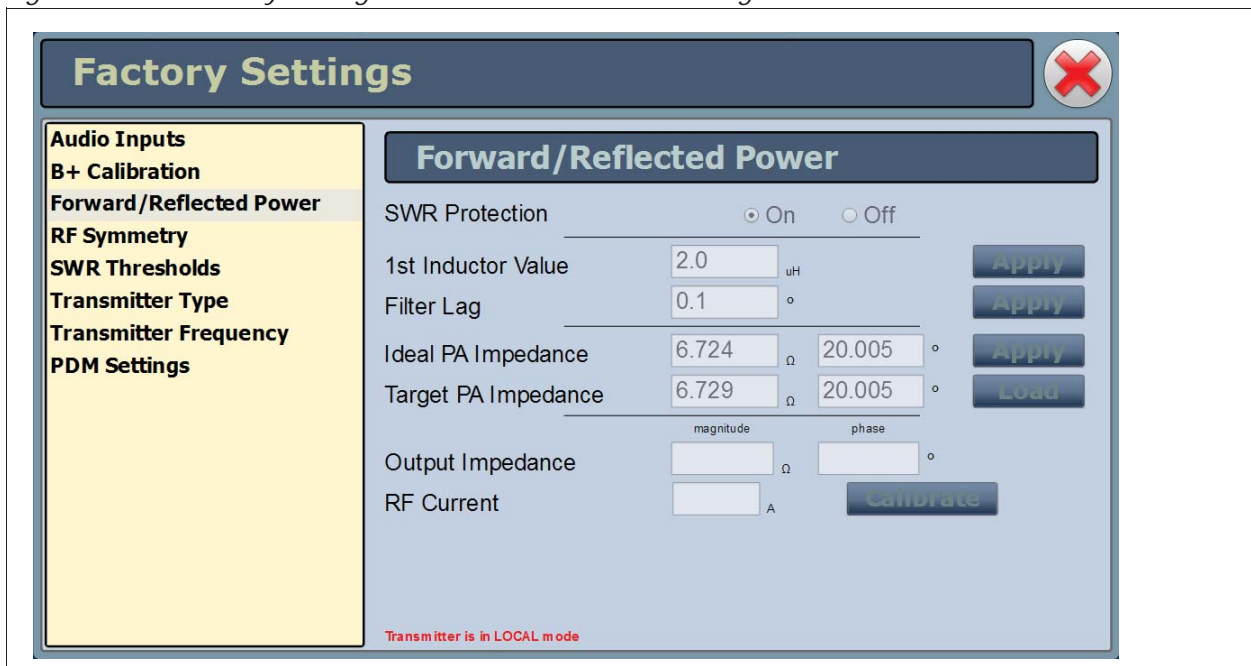 Factory Settings
Audio Inputs
B+ Calibration
Forward/Reflected Power
RF Symmetry
SWR Thresholds
Transmitter Type
Transmitter Frequency
PDM Settings
Forward/Reflected Power
SWR Protection On Off
1st Inductor Value 2.0 uH Apply
Filter Lag 0.1 ° Apply
Ideal PA Impedance 6.724 Ω 20.005 ° Apply
Target PA Impedance 6.729 Ω 20.005 ° Load
magnitude phase
Output Impedance Ω °
RF Current A Calibrate
Transmitter is in LOCAL mode